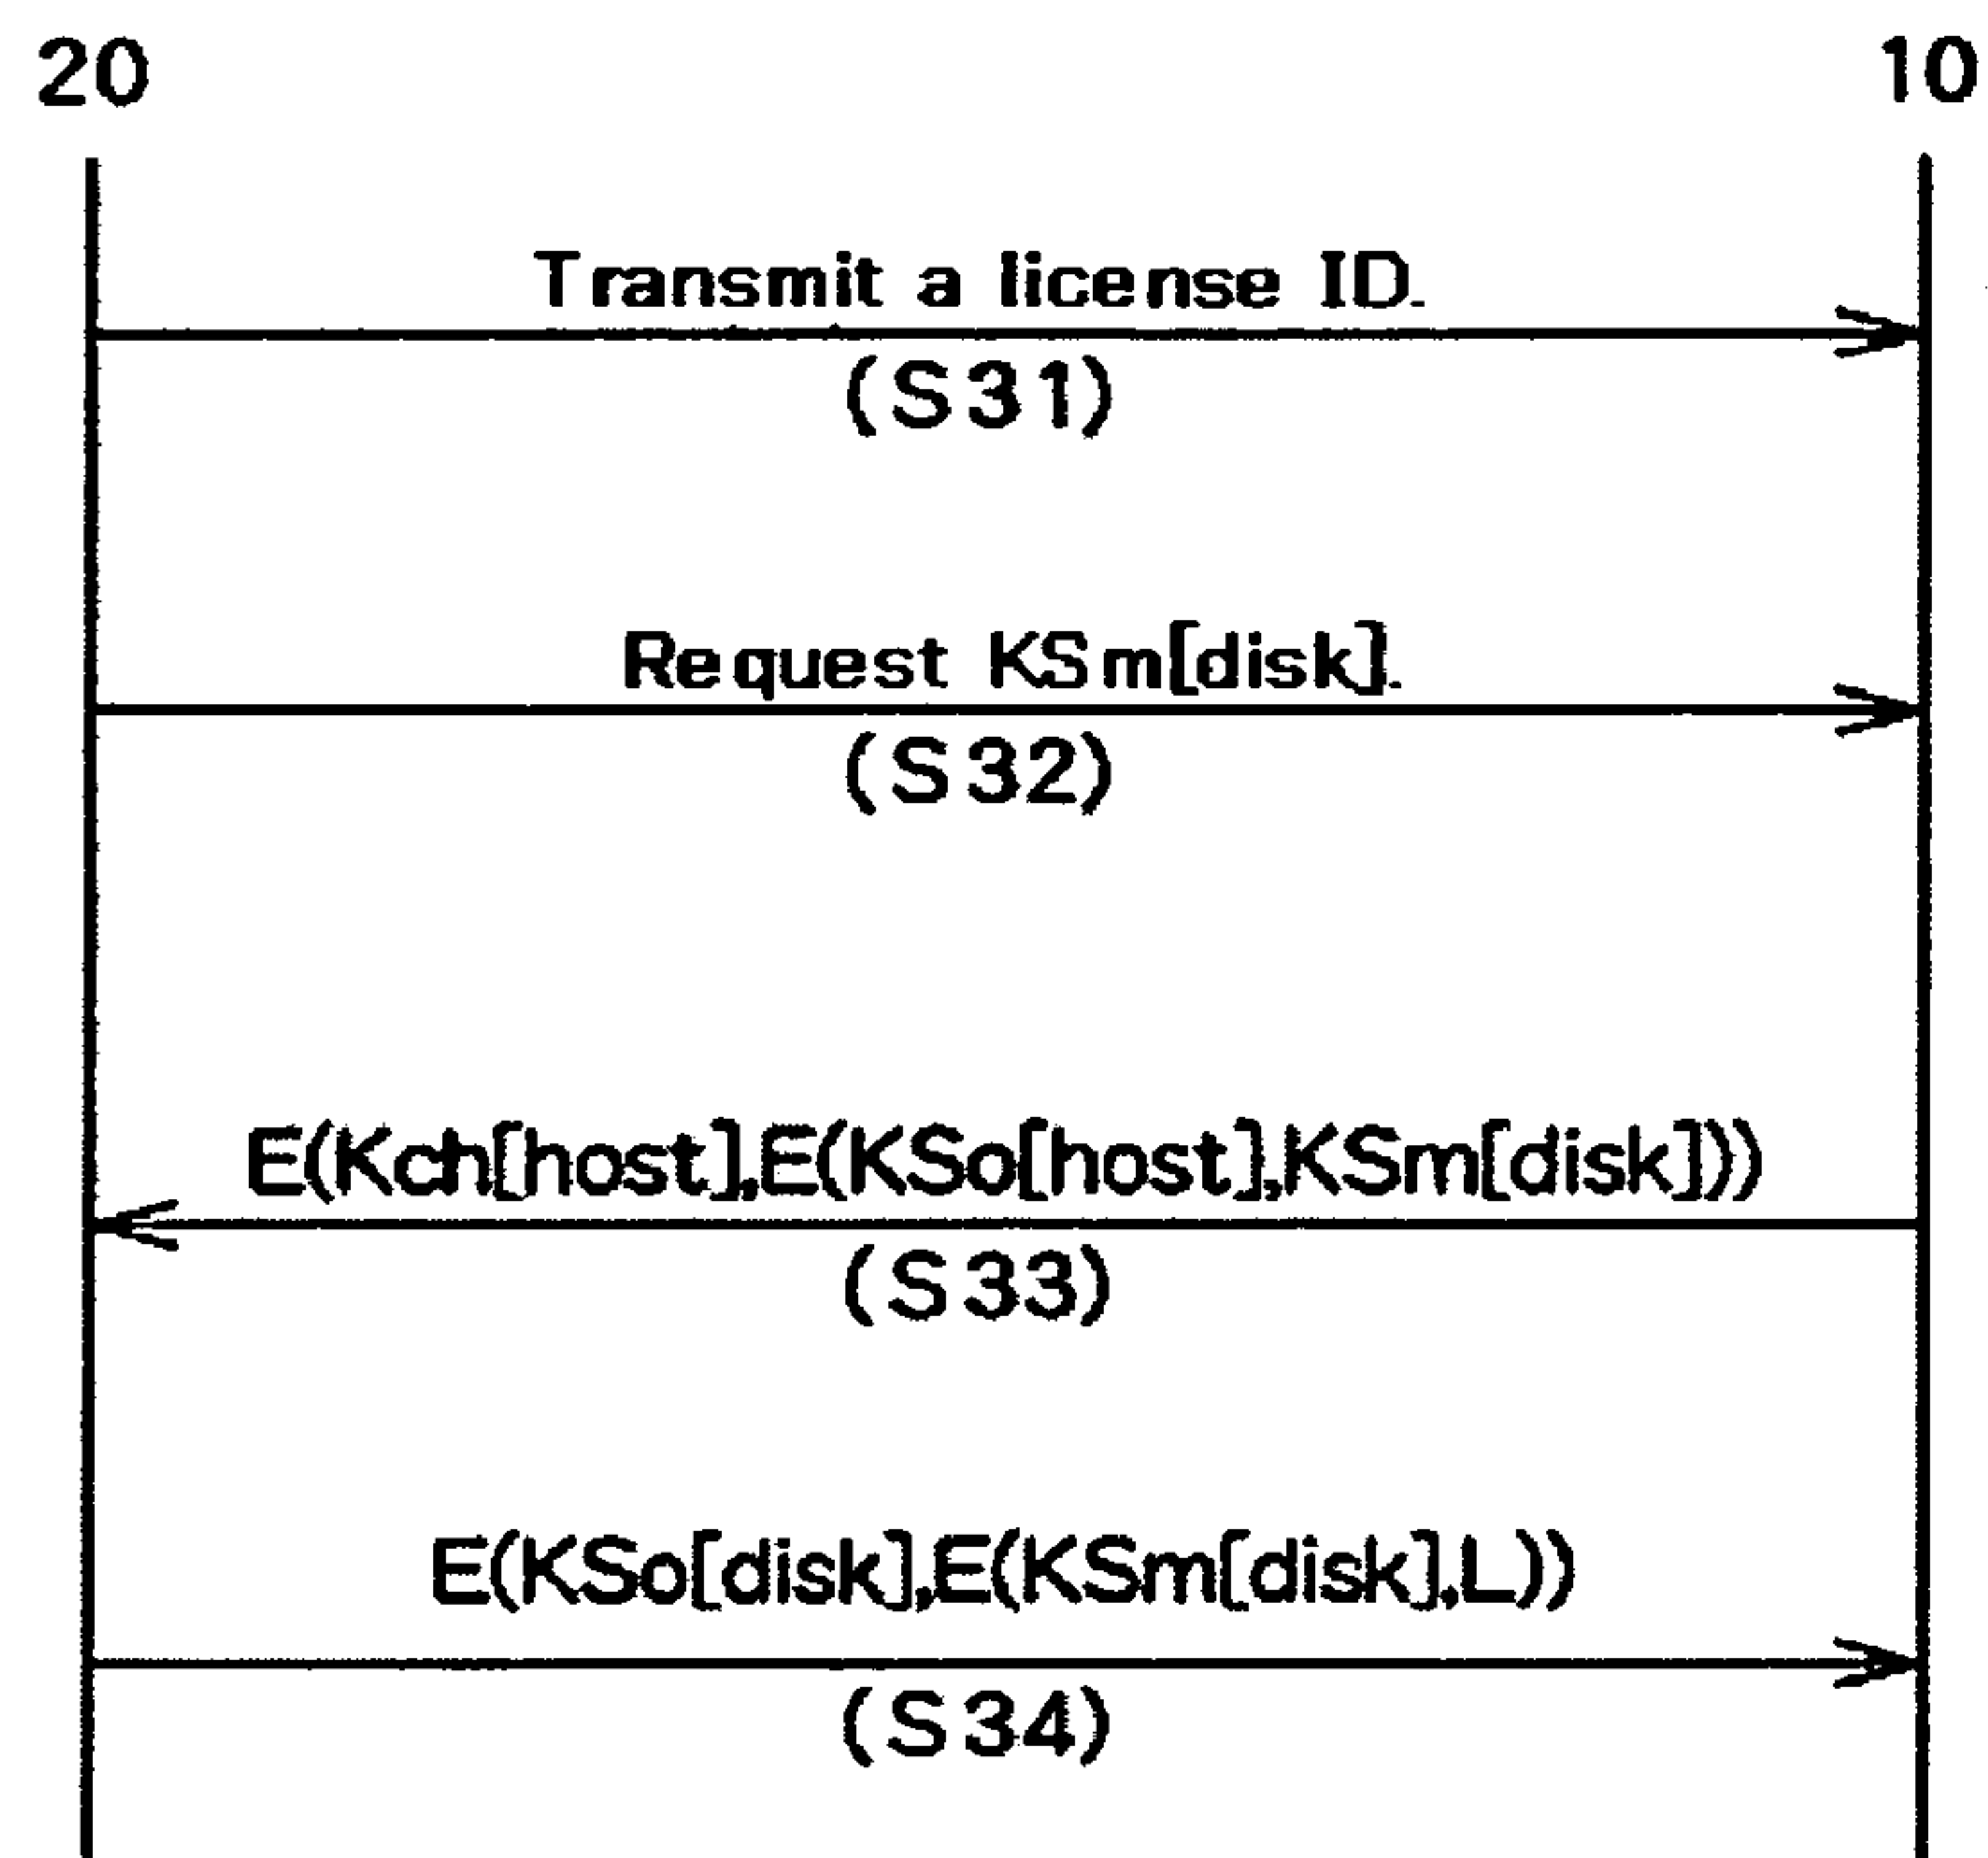 20 10
Transmit a license ID.
(S31)
Request KSm[disk].
(S32)
E(Kch[host],E(KSo[host],KSm[disk]))
(S33)
E(KSo[disk],E(KSm[disk],L))
(S34)